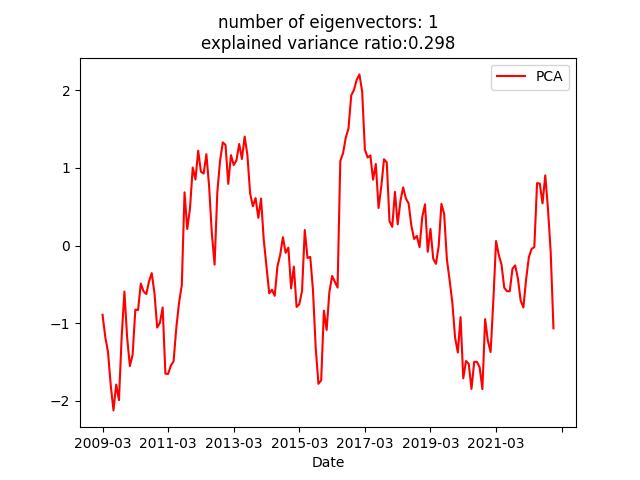 number of eigenvectors: 1
explained variance ratio:0.298
PCA
2
1
0
−1
−2
2009-03 2011-03 2013-03 2015-03 2017-03 2019-03 2021-03
Date